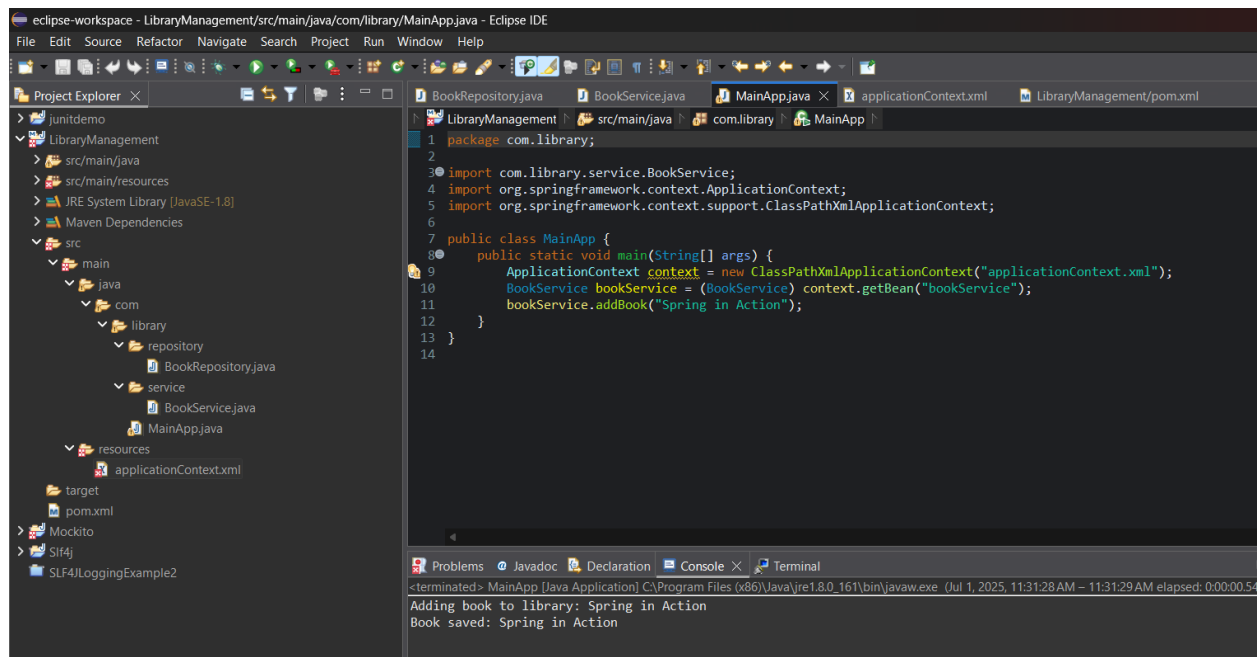 eclipse-workspace - LibraryManagement/src/main/java/com/library/MainApp.java - Eclipse IDE
File Edit Source Refactor Navigate Search Project Run Window Help
Project Explorer
junitdemo
LibraryManagement
src/main/java
src/main/resources
JRE System Library [JavaSE-1.8]
Maven Dependencies
src
main
java
com
library
repository
BookRepository.java
service
BookService.java
MainApp.java
resources
applicationContext.xml
target
pom.xml
Mockito
Slf4j
SLF4JLoggingExample2
BookRepository.java BookService.java MainApp.java applicationContext.xml LibraryManagement/pom.xml
LibraryManagement src/main/java com.library MainApp
1 package com.library;
2
3 import com.library.service.BookService;
4 import org.springframework.context.ApplicationContext;
5 import org.springframework.context.support.ClassPathXmlApplicationContext;
6
7 public class MainApp {
8 public static void main(String[] args) {
9 ApplicationContext context = new ClassPathXmlApplicationContext("applicationContext.xml");
10 BookService bookService = (BookService) context.getBean("bookService");
11 bookService.addBook("Spring in Action");
12 }
13 }
14
Problems Javadoc Declaration Console Terminal
<terminated> MainApp [Java Application] C:\Program Files (x86)\Java\jre1.8.0_161\bin\javaw.exe (Jul 1, 2025, 11:31:28 AM – 11:31:29 AM elapsed: 0:00:00.54
Adding book to library: Spring in Action
Book saved: Spring in Action